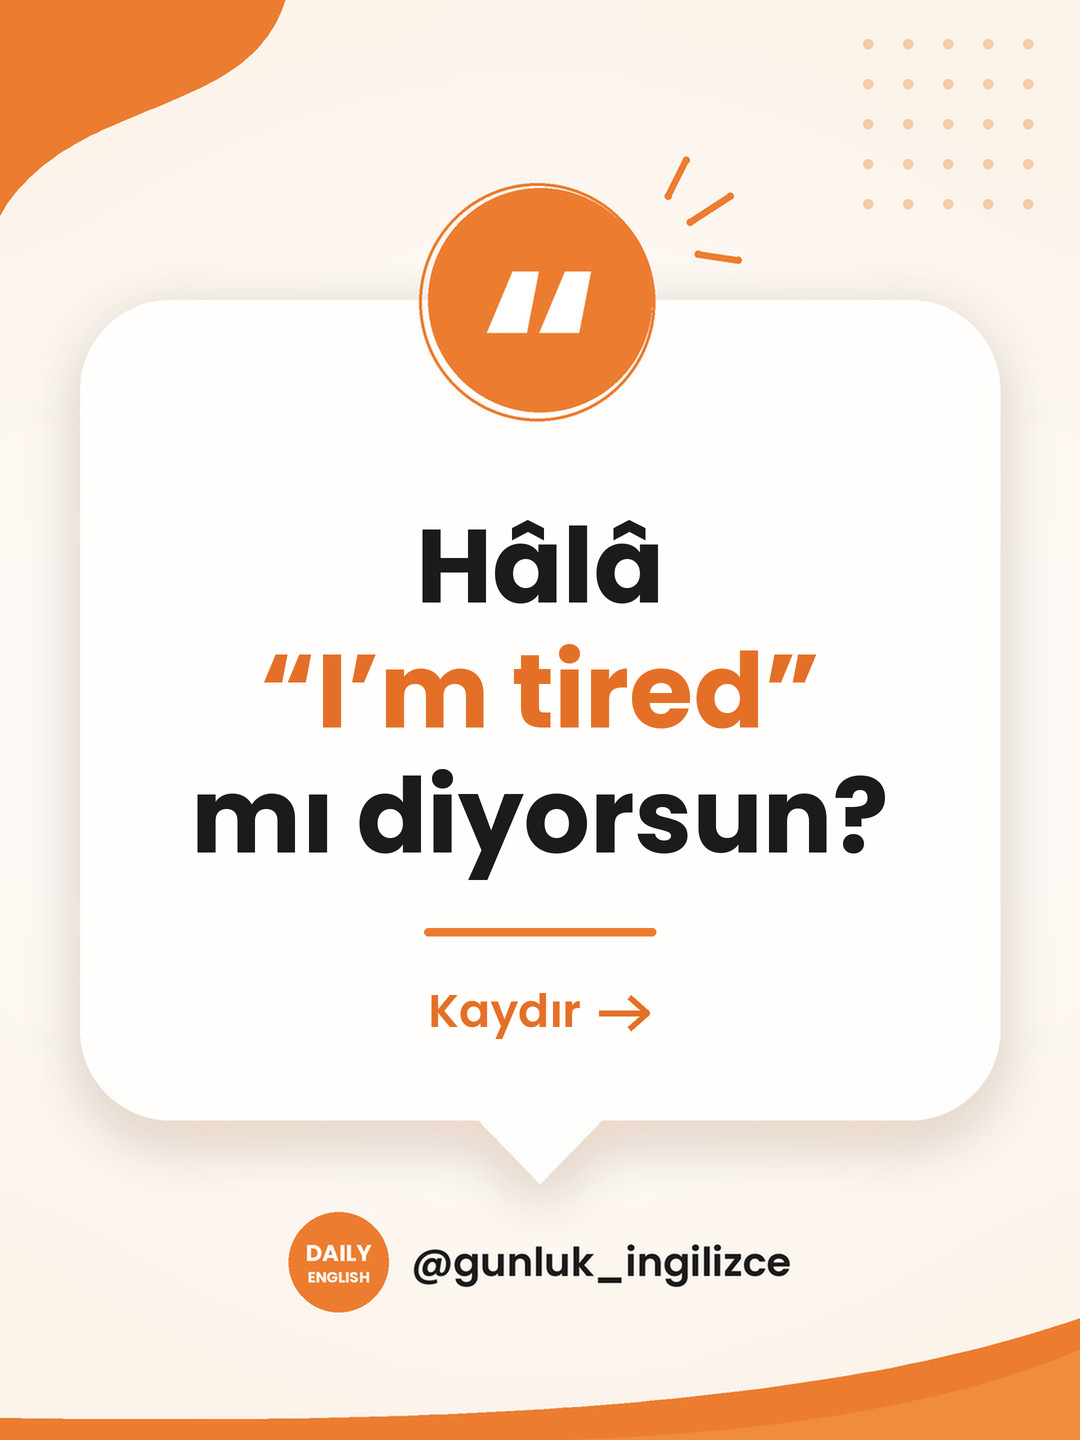 Hâlâ
“I’m tired”
mı diyorsun?
Kaydır →
DAILY
ENGLISH
@gunluk_ingilizce